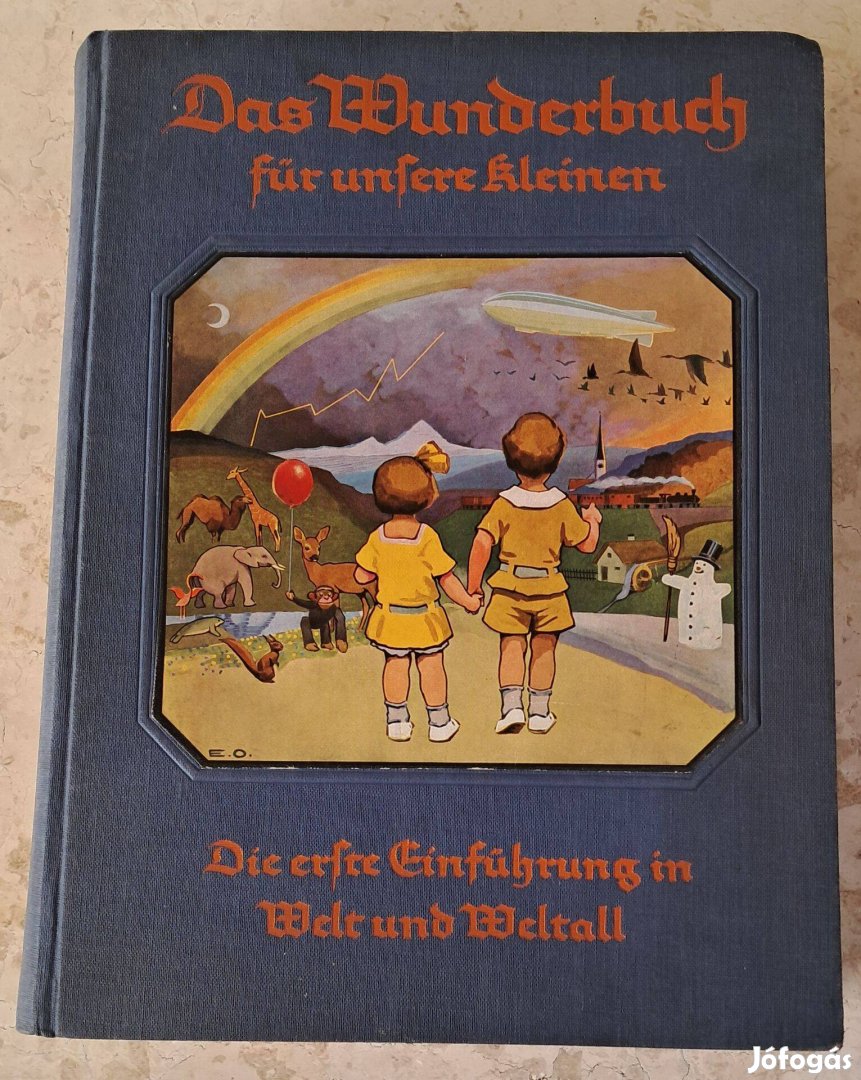 Das Wunderbuch
für unſere Kleinen
E.O.
Die erſte Einführung in
Welt und Weltall
Jófogás